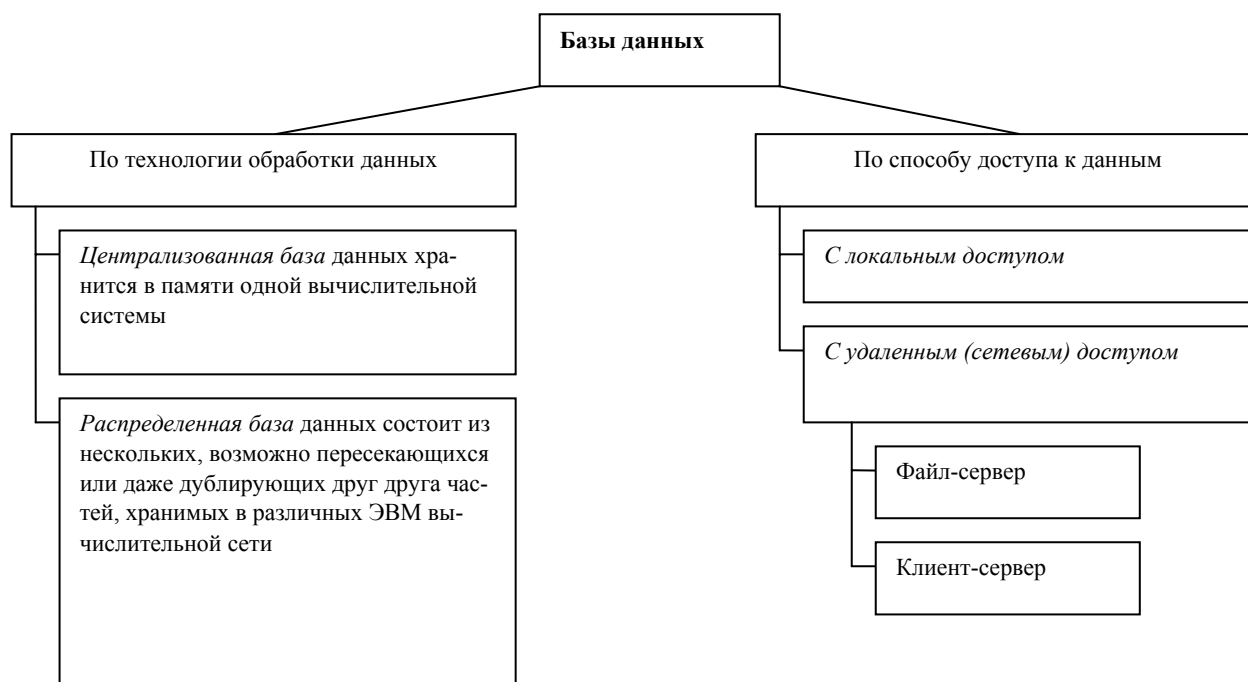 Базы данных
По технологии обработки данных
Централизованная база данных хра-
нится в памяти одной вычислительной
системы
Распределенная база данных состоит из
нескольких, возможно пересекающихся
или даже дублирующих друг друга час-
тей, хранимых в различных ЭВМ вы-
числительной сети
По способу доступа к данным
С локальным доступом
С удаленным (сетевым) доступом
Файл-сервер
Клиент-сервер